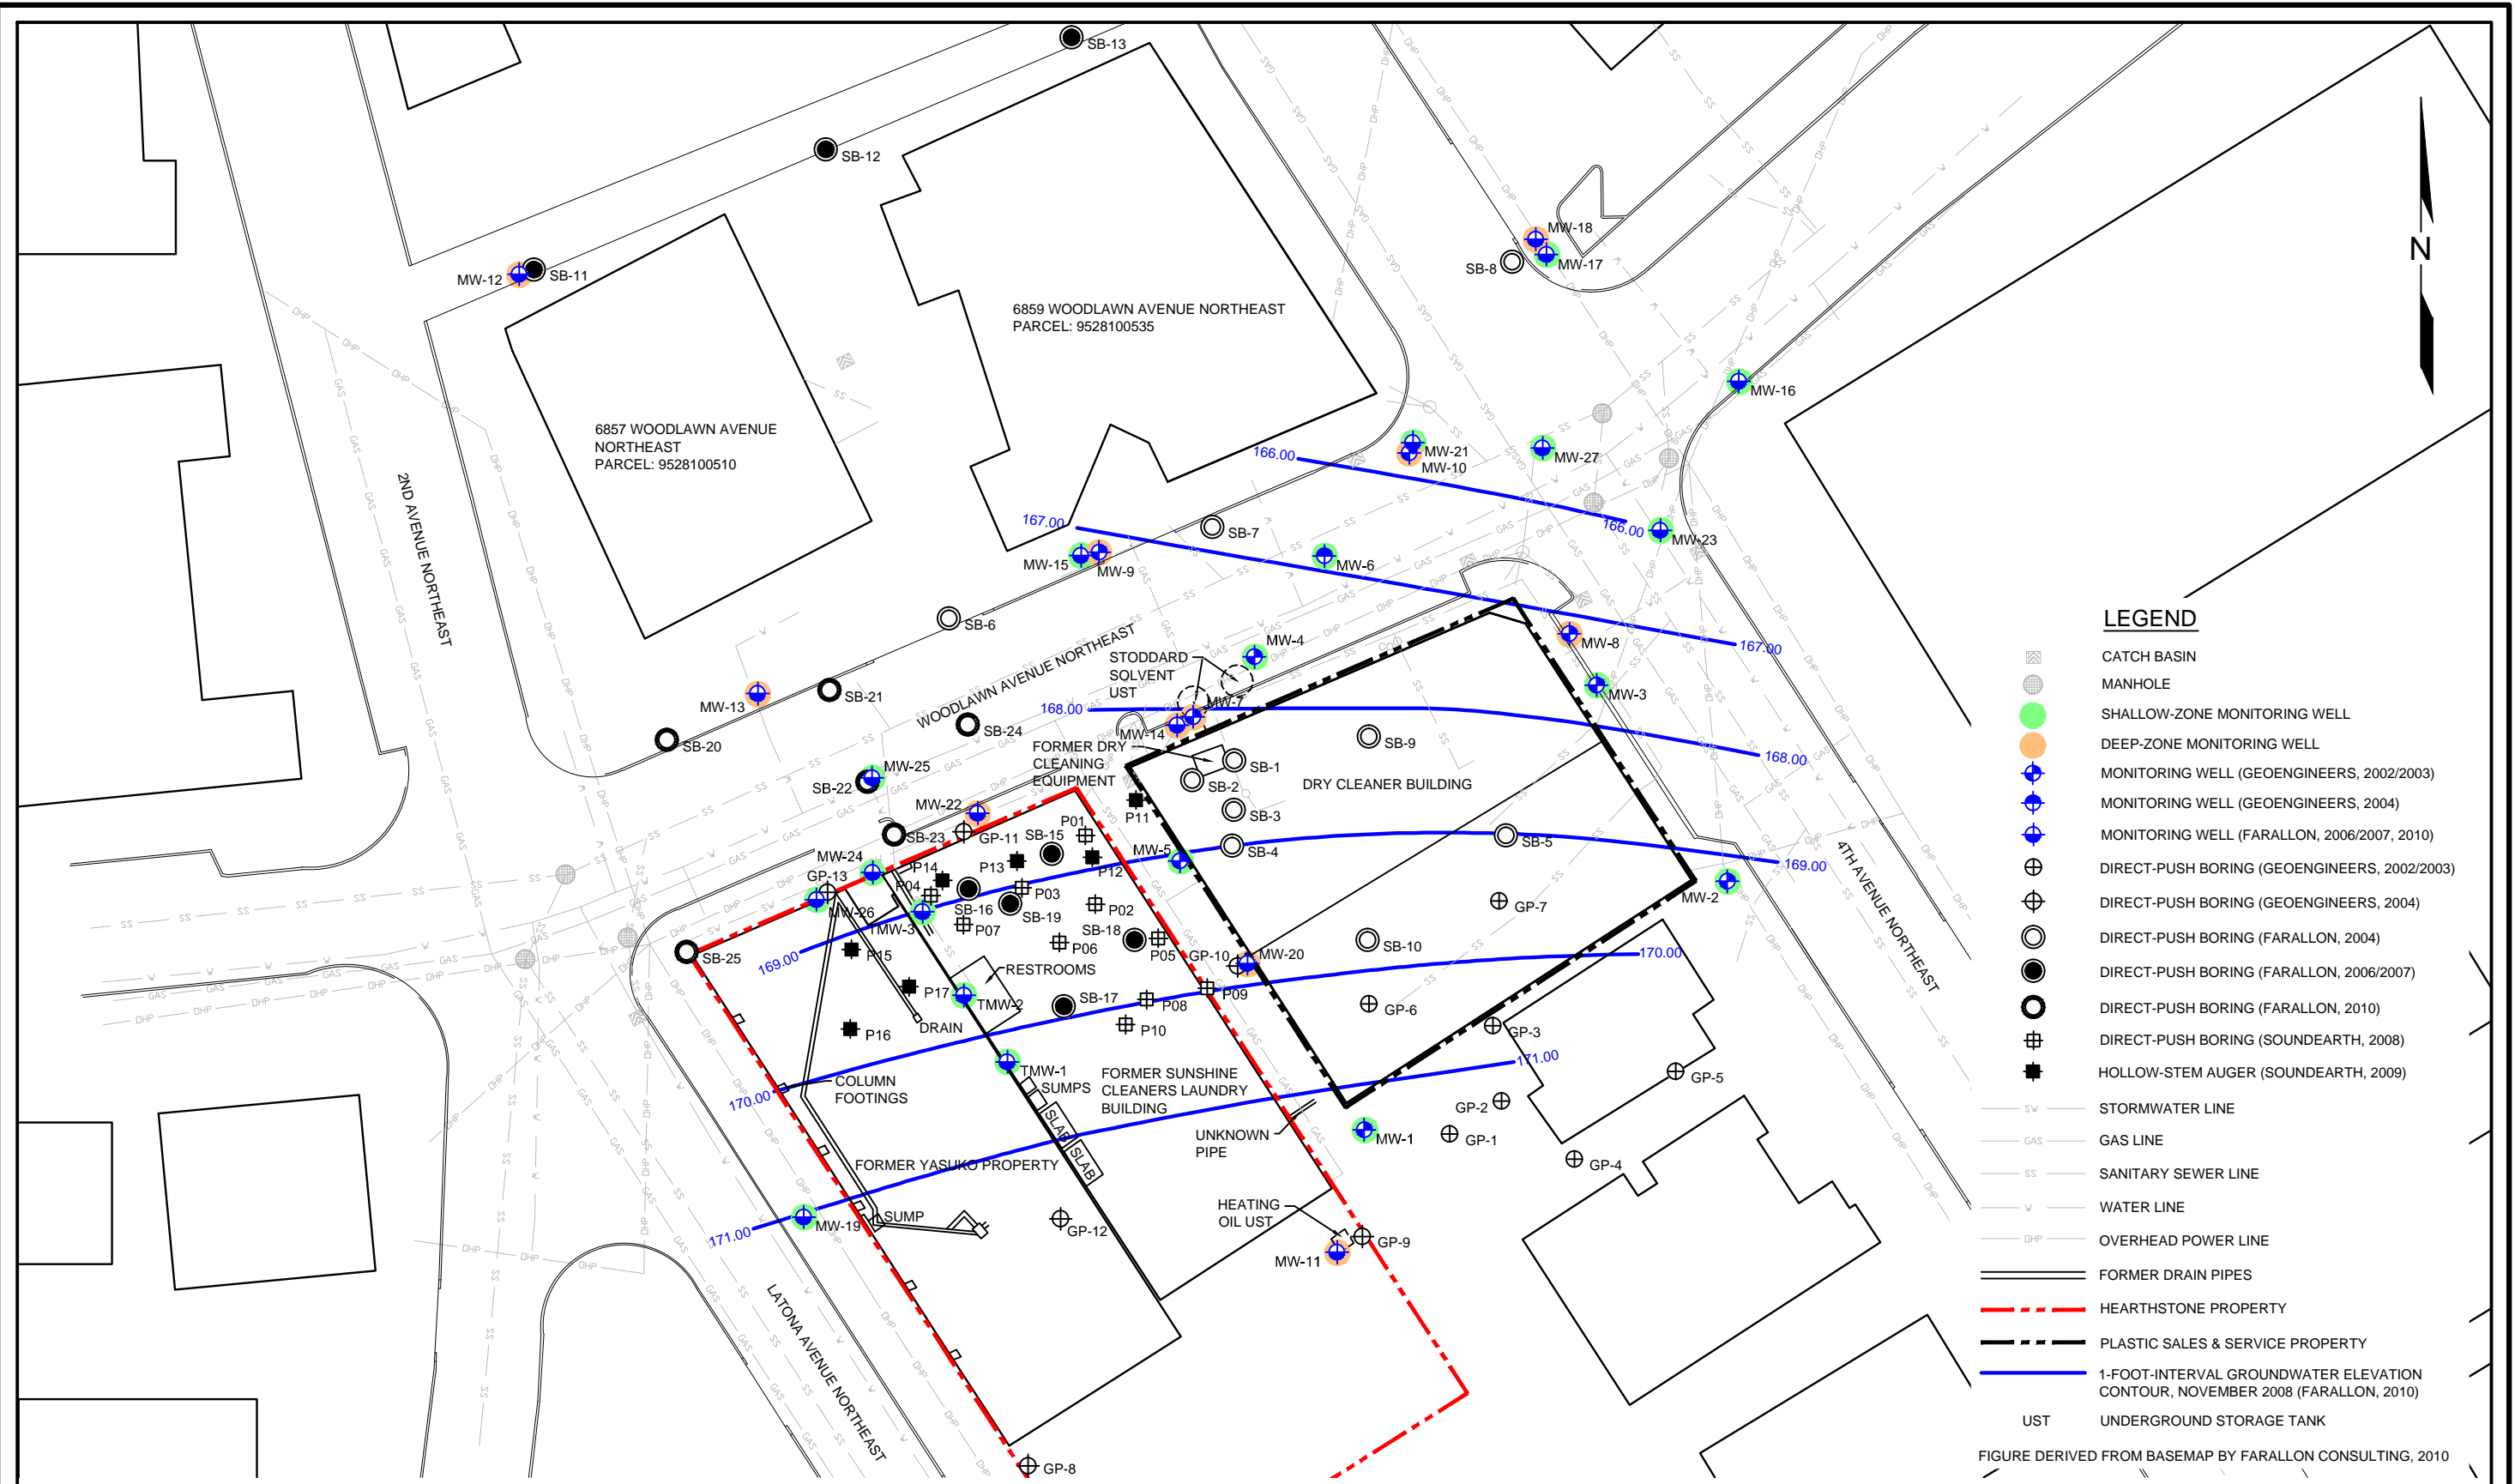 SB-13
SB-12
MW-12
SB-11
MW-18
MW-17
SB-8
N
6859 WOODLAWN AVENUE NORTHEAST
PARCEL: 9528100535
6857 WOODLAWN AVENUE
NORTHEAST
PARCEL: 9528100510
2ND AVENUE NORTHEAST
MW-16
166.00
MW-21
MW-10
MW-27
167.00
SB-7
166.00
MW-23
MW-15
MW-9
MW-6
SB-6
WOODLAWN AVENUE NORTHEAST
MW-4
STODDARD
SOLVENT
UST
MW-8
167.00
MW-3
MW-13
SB-21
168.00
MW-7
MW-14
SB-20
SB-24
SB-9
168.00
FORMER DRY
CLEANING
EQUIPMENT
SB-1
SB-2
SB-3
DRY CLEANER BUILDING
MW-25
SB-22
MW-22
P11
SB-23
GP-11
SB-15
P01
SB-4
SB-5
MW-5
169.00
4TH AVENUE NORTHEAST
MW-24
P14
P13
P12
GP-13
P04
P03
MW-26
SB-16
SB-19
P02
TMW-3
P07
SB-18
P06
P05
GP-7
MW-2
SB-25
169.00
P15
GP-10
MW-20
SB-10
170.00
RESTROOMS
P17
TMW-2
SB-17
P08
P09
P10
GP-6
GP-3
P16
DRAIN
TMW-1
SUMPS
SLAB
SLAB
171.00
GP-5
COLUMN
FOOTINGS
170.00
FORMER SUNSHINE
CLEANERS LAUNDRY
BUILDING
GP-2
GP-1
MW-1
UNKNOWN
PIPE
GP-4
FORMER YASUKO PROPERTY
HEATING
OIL UST
MW-19
SUMP
GP-12
GP-9
171.00
MW-11
LATONA AVENUE NORTHEAST
GP-8
LEGEND
CATCH BASIN
MANHOLE
SHALLOW-ZONE MONITORING WELL
DEEP-ZONE MONITORING WELL
MONITORING WELL (GEOENGINEERS, 2002/2003)
MONITORING WELL (GEOENGINEERS, 2004)
MONITORING WELL (FARALLON, 2006/2007, 2010)
DIRECT-PUSH BORING (GEOENGINEERS, 2002/2003)
DIRECT-PUSH BORING (GEOENGINEERS, 2004)
DIRECT-PUSH BORING (FARALLON, 2004)
DIRECT-PUSH BORING (FARALLON, 2006/2007)
DIRECT-PUSH BORING (FARALLON, 2010)
DIRECT-PUSH BORING (SOUNDEARTH, 2008)
HOLLOW-STEM AUGER (SOUNDEARTH, 2009)
SW STORMWATER LINE
GAS GAS LINE
SS SANITARY SEWER LINE
W WATER LINE
OHP OVERHEAD POWER LINE
FORMER DRAIN PIPES
HEARTHSTONE PROPERTY
PLASTIC SALES & SERVICE PROPERTY
1-FOOT-INTERVAL GROUNDWATER ELEVATION
CONTOUR, NOVEMBER 2008 (FARALLON, 2010)
UST UNDERGROUND STORAGE TANK
FIGURE DERIVED FROM BASEMAP BY FARALLON CONSULTING, 2010